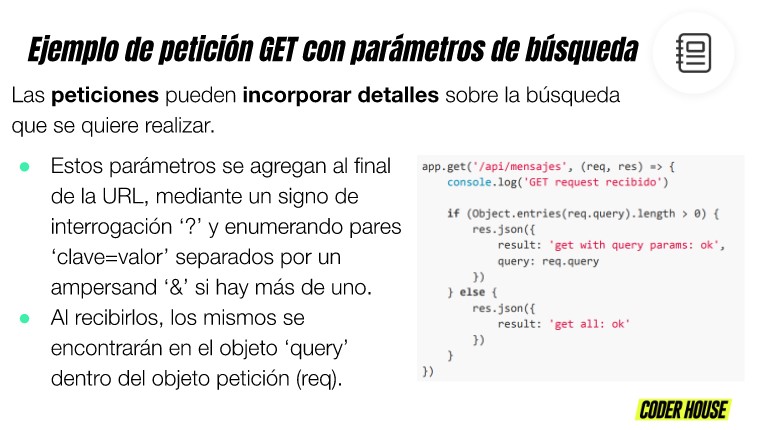 Ejemplo de petición GET con parámetros de búsqueda
Las peticiones pueden incorporar detalles sobre la búsqueda
que se quiere realizar.
● Estos parámetros se agregan al final
de la URL, mediante un signo de
interrogación ‘?’ y enumerando pares
‘clave=valor’ separados por un
ampersand ‘&’ si hay más de uno.
● Al recibirlos, los mismos se
encontrarán en el objeto ‘query’
dentro del objeto petición (req).
app.get('/api/mensajes', (req, res) => {
    console.log('GET request recibido')

    if (Object.entries(req.query).length > 0) {
        res.json({
            result: 'get with query params: ok',
            query: req.query
        })
    } else {
        res.json({
            result: 'get all: ok'
        })
    }
})
CODER HOUSE